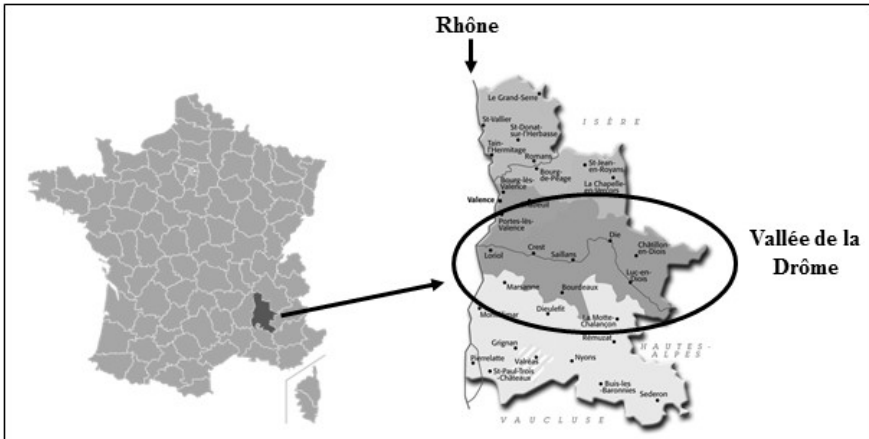 Rhône
Le Grand-Serre
ISÈRE
St-Vallier
St-Donat-
sur-l'Herbasse
Tain-
l'Hermitage
Romans
St-Jean-
en-Royans
Bourg-
de-Péage
Bourg-lès-
Valence
La Chapelle-
en-Vercors
Valence
Portes-lès-
Valence
Die
Châtillon-
en-Diois
Vallée de la
Drôme
Loriol
Crest
Saillans
Luc-en-
Diois
Marsanne
Bourdeaux
Dieulefit
La Motte-
Chalançon
Rémuzat
HAUTES-
ALPES
Grignan
Pierrelatte
Valréas
Nyons
St-Paul-Trois-
-Châteaux
Buis-les-
-Baronnies
Sederon
VAUCLUSE